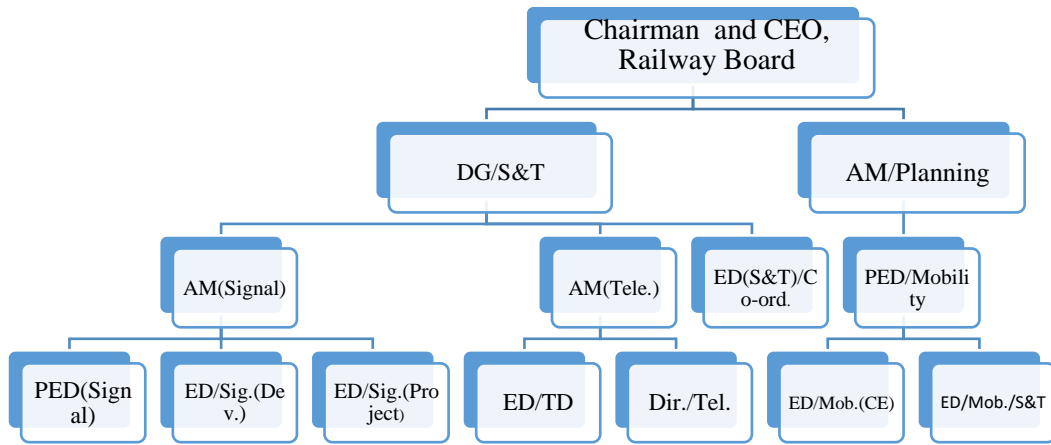 Chairman and CEO,
Railway Board
DG/S&T
AM/Planning
AM(Signal)
AM(Tele.)
ED(S&T)/C
o-ord.
PED/Mobili
ty
PED(Sign
al)
ED/Sig.(De
v.)
ED/Sig.(Pro
ject)
ED/TD
Dir./Tel.
ED/Mob.(CE)
ED/Mob./S&T